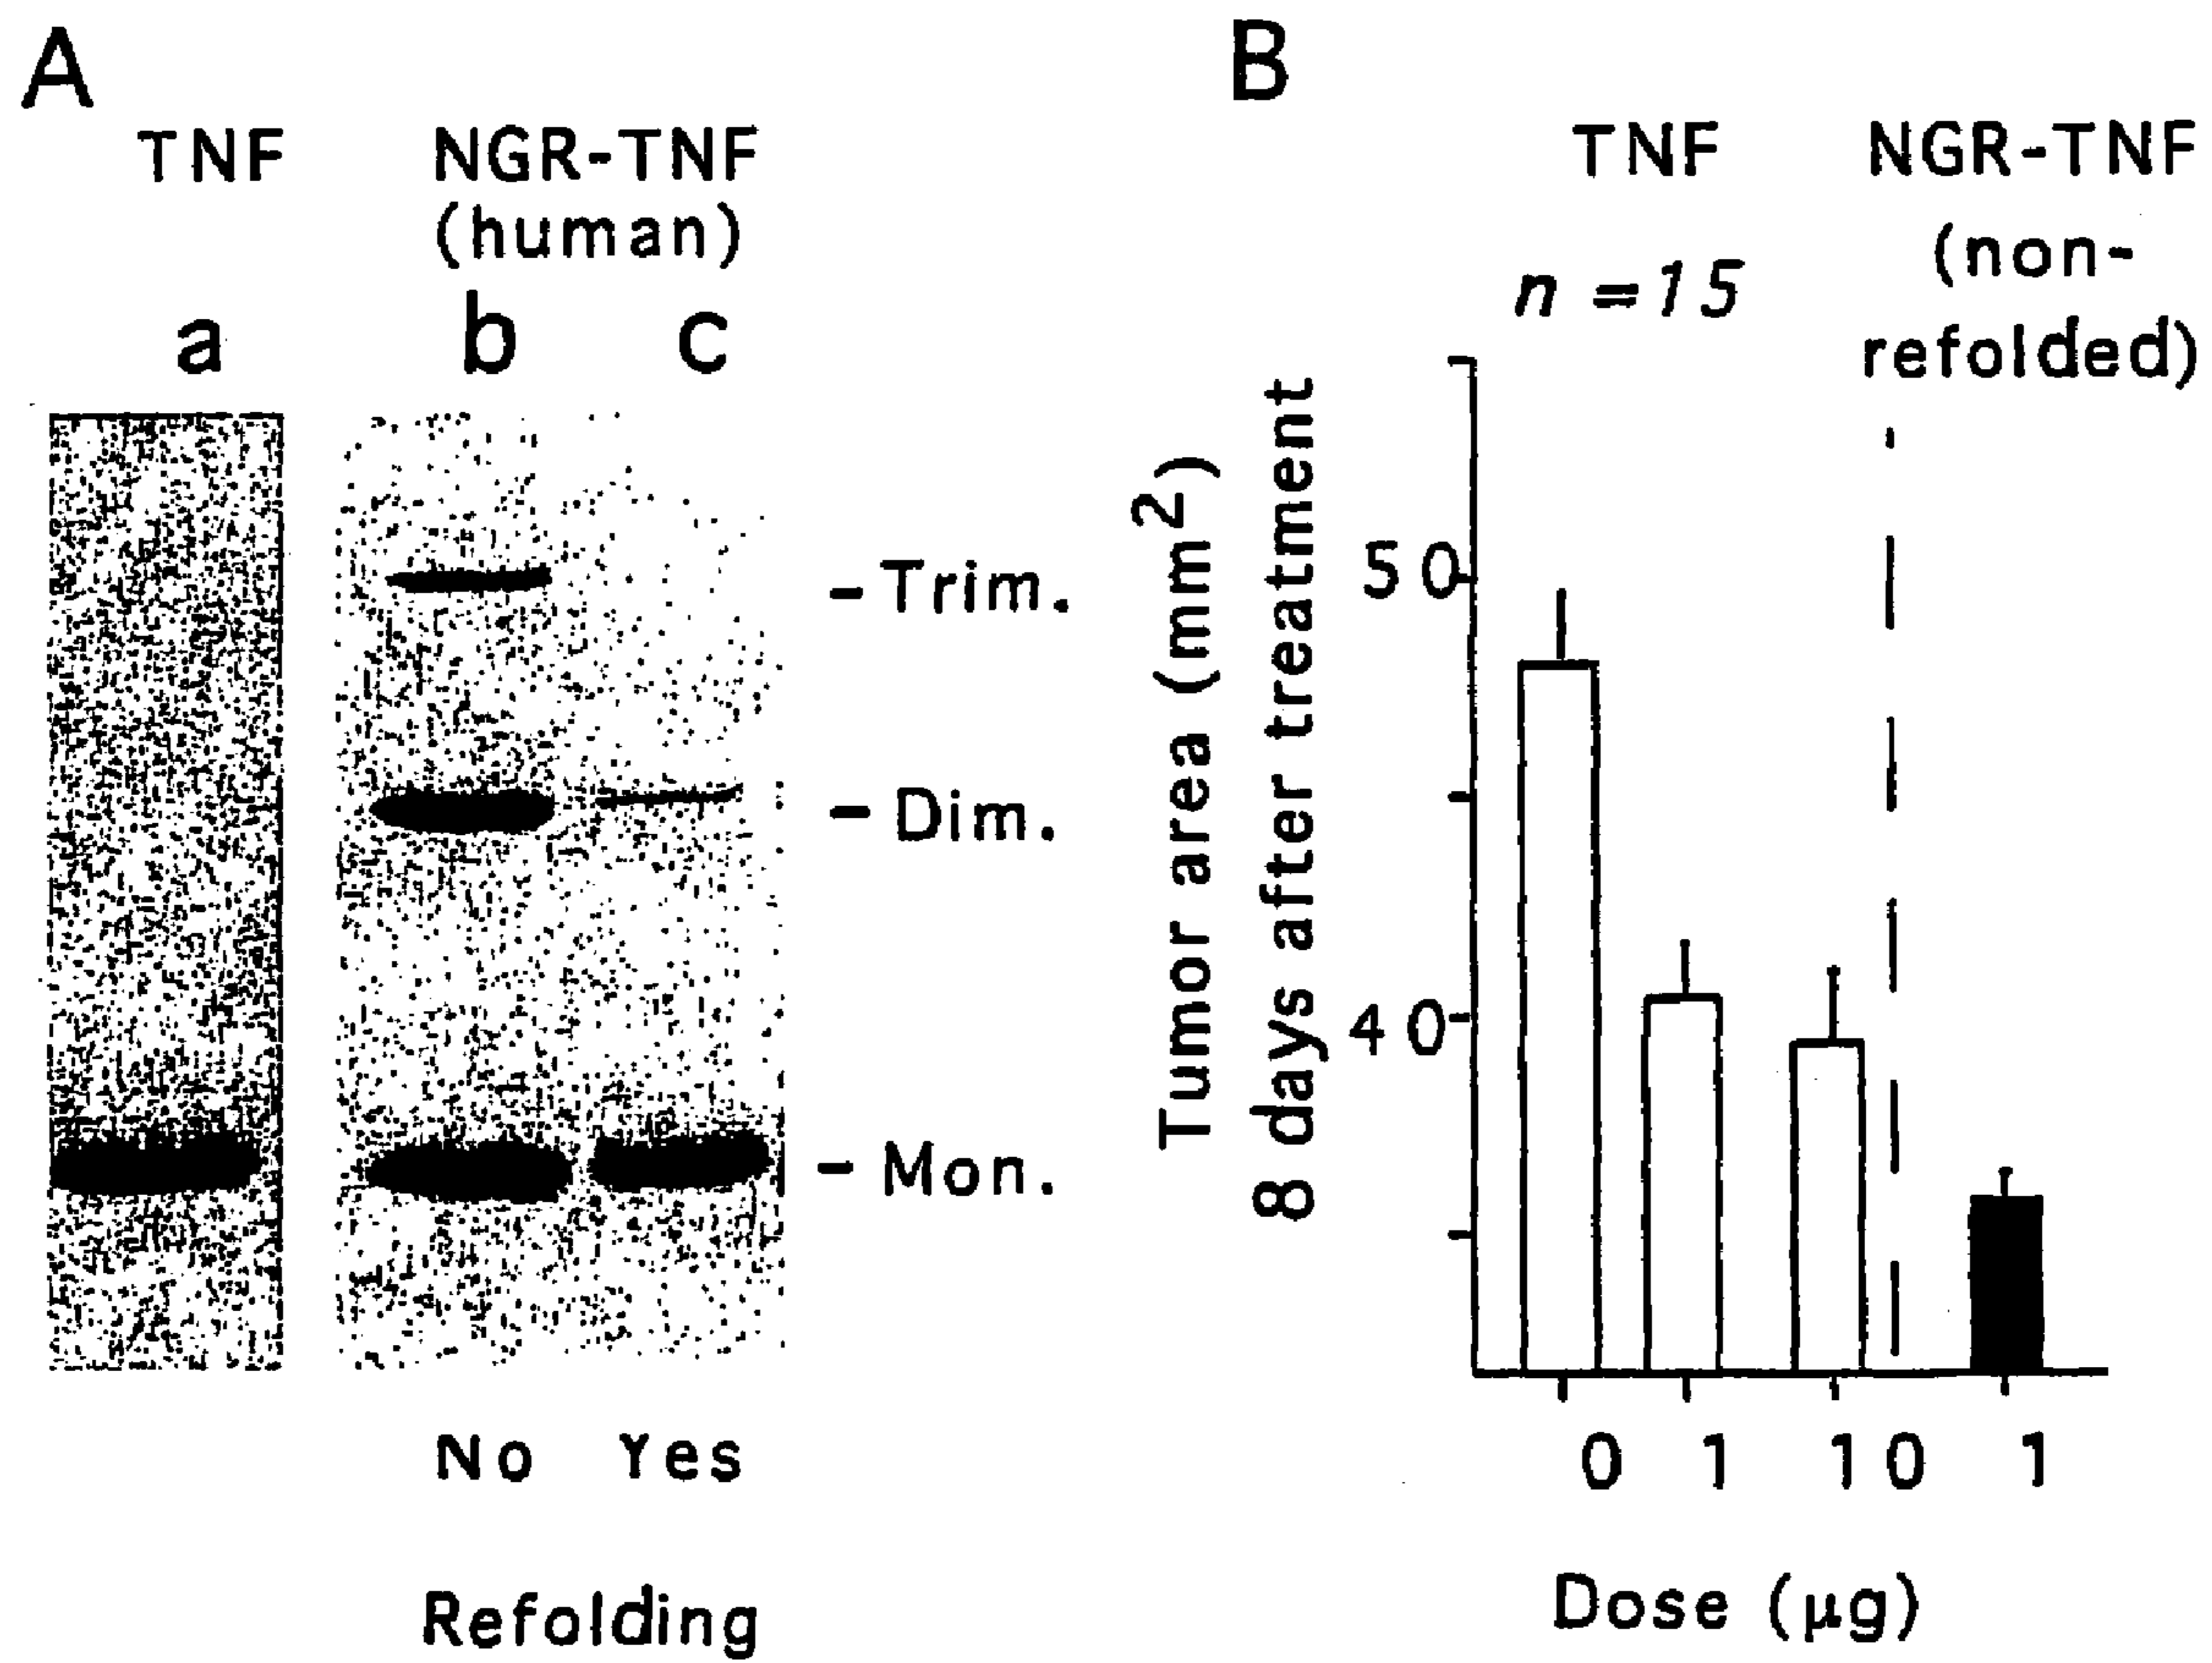 A
TNF
NGR-TNF
(human)
a
b
c
- Trim.
- Dim.
- Mon.
No
Yes
Refolding
B
TNF
n =15
NGR-TNF
(non-
refolded)
Tumor area (mm²)
8 days after treatment
50
40
0
1
10
1
Dose (µg)